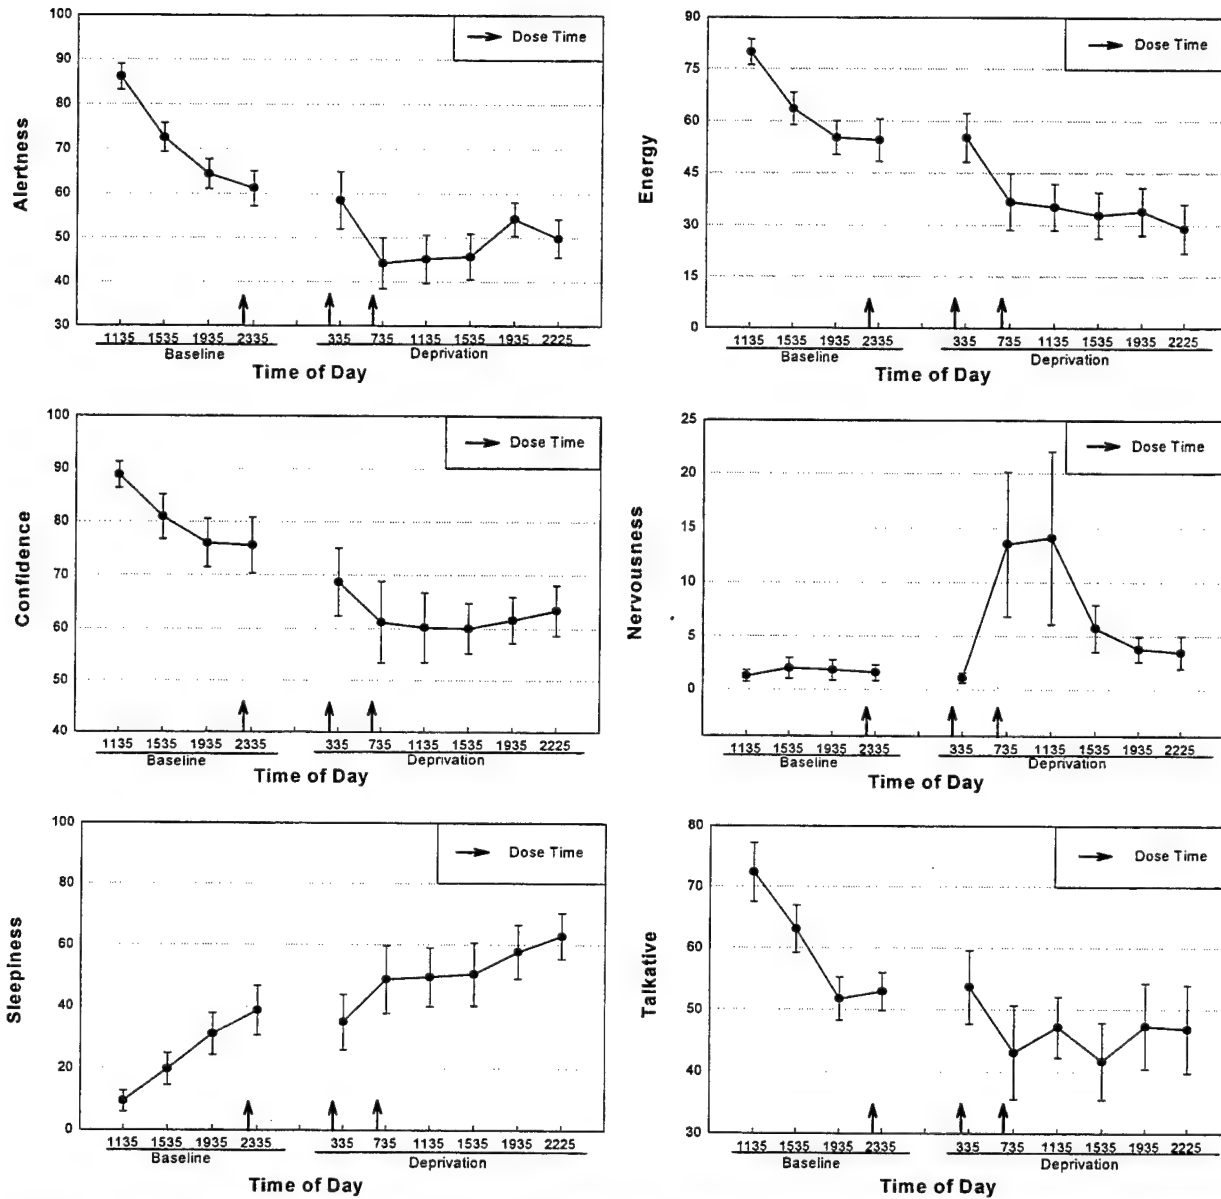 100
90
80
70
60
50
40
30
Alertness
Dose Time
1135 1535 1935 2335 335 735 1135 1535 1935 2225
Baseline Deprivation
Time of Day
90
75
60
45
30
15
0
Energy
Dose Time
1135 1535 1935 2335 335 735 1135 1535 1935 2225
Baseline Deprivation
Time of Day
100
90
80
70
60
50
40
Confidence
Dose Time
1135 1535 1935 2335 335 735 1135 1535 1935 2225
Baseline Deprivation
Time of Day
25
20
15
10
5
0
Nervousness
Dose Time
1135 1535 1935 2335 335 735 1135 1535 1935 2225
Baseline Deprivation
Time of Day
100
80
60
40
20
0
Sleepiness
Dose Time
1135 1535 1935 2335 335 735 1135 1535 1935 2225
Baseline Deprivation
Time of Day
80
70
60
50
40
30
Talkative
Dose Time
1135 1535 1935 2335 335 735 1135 1535 1935 2225
Baseline Deprivation
Time of Day